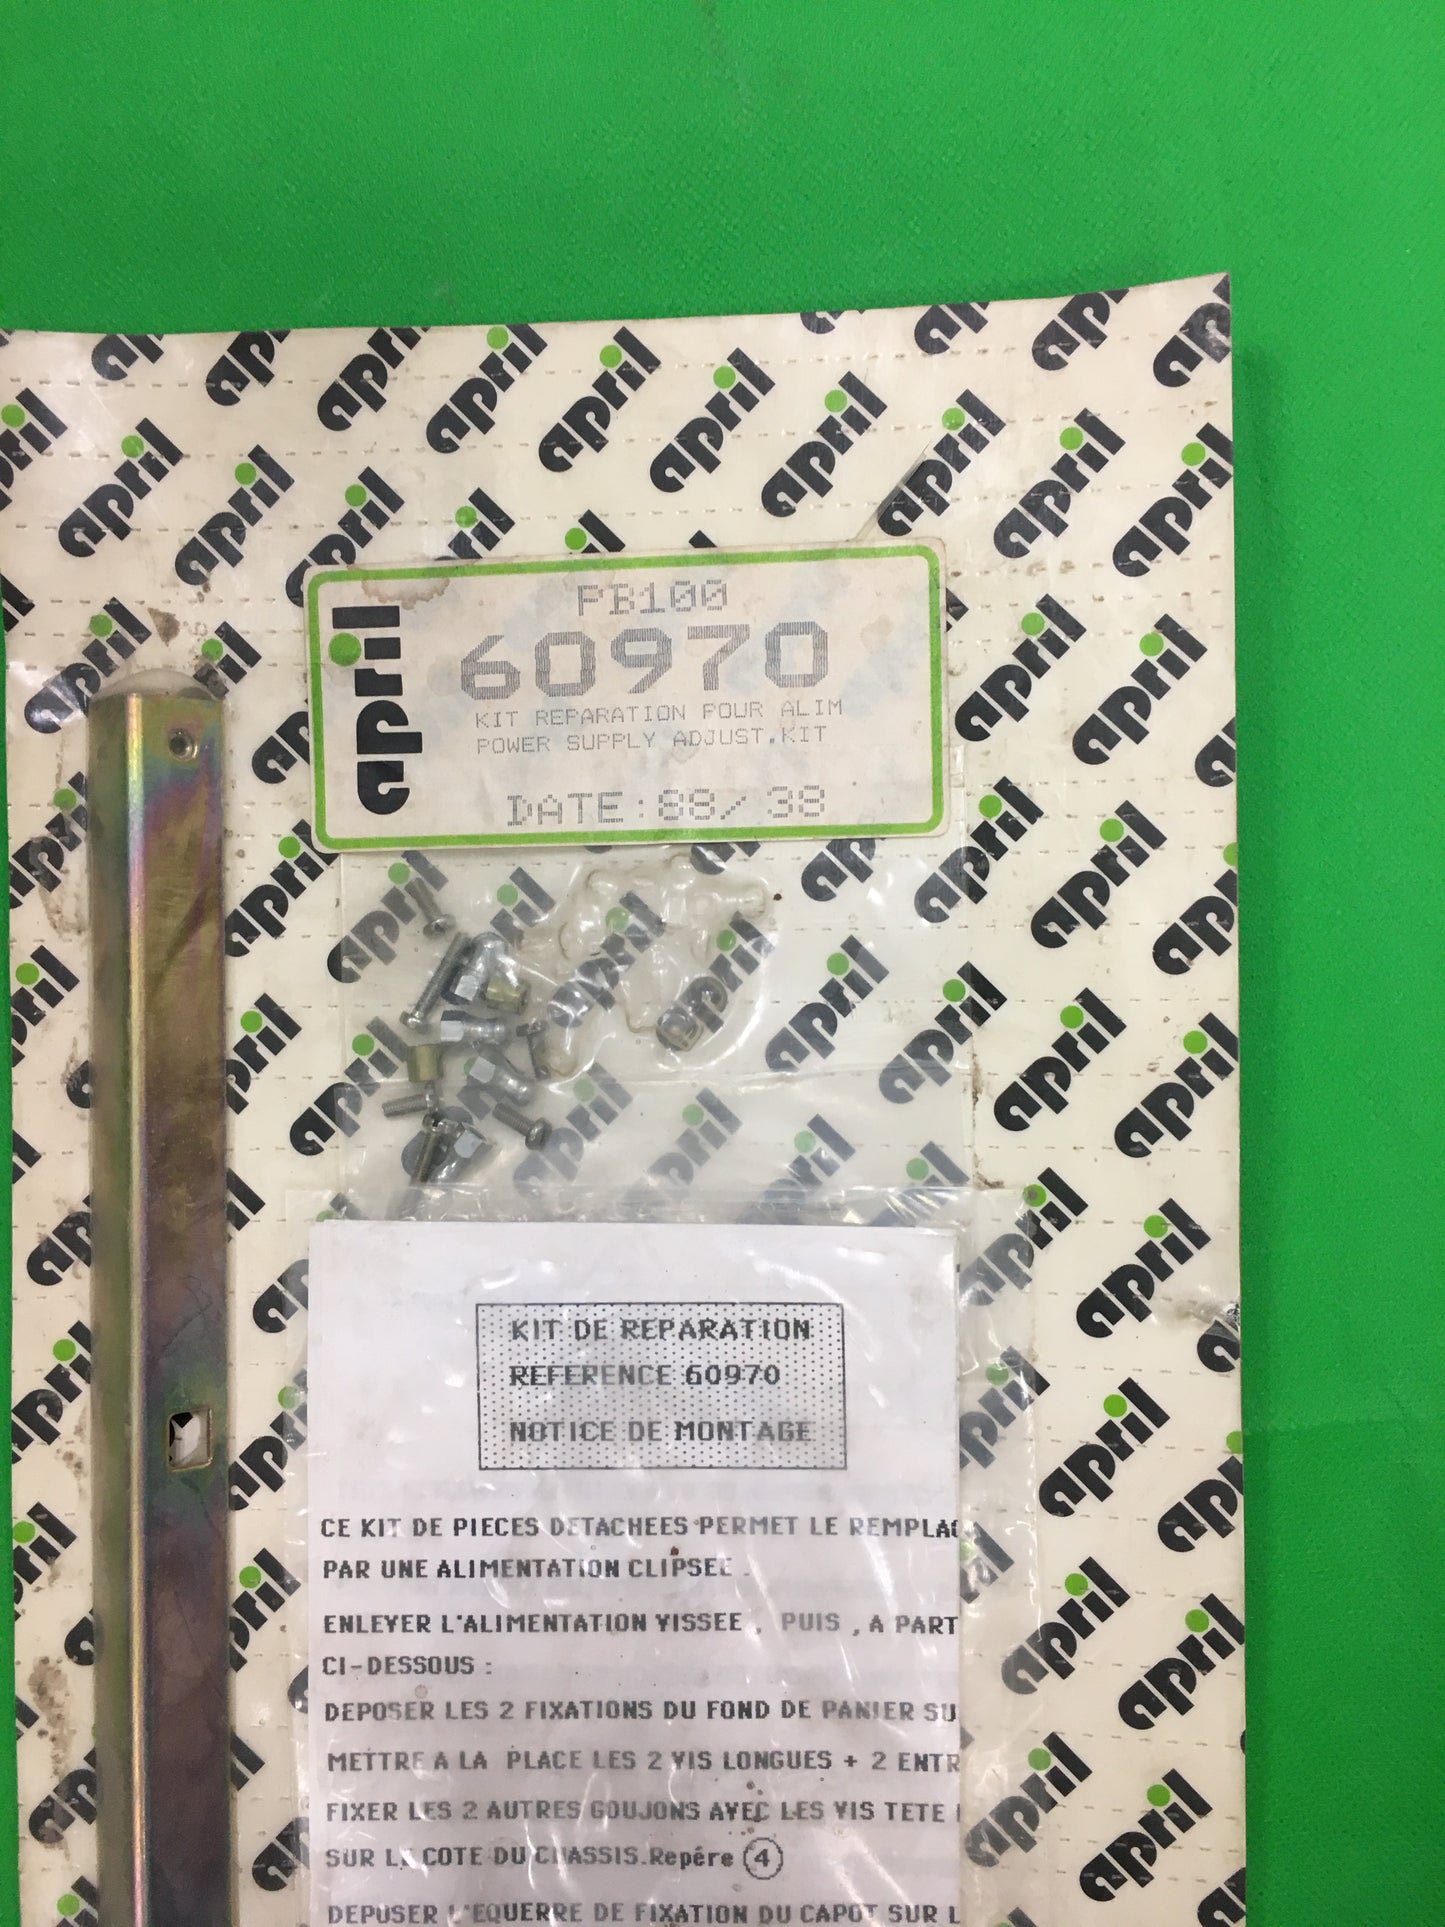 april
PB100
60970
KIT REPARATION POUR ALIM
POWER SUPPLY ADJUST.KIT
DATE:88/38
KIT DE REPARATION
REFERENCE 60970
NOTICE DE MONTAGE
CE KIT DE PIECES DETACHEES PERMET LE REMPLAC
PAR UNE ALIMENTATION CLIPSEE .
ENLEVER L'ALIMENTATION VISSEE , PUIS , A PART
CI-DESSOUS :
DEPOSER LES 2 FIXATIONS DU FOND DE PANIER SU
METTRE A LA PLACE LES 2 VIS LONGUES + 2 ENTR
FIXER LES 2 AUTRES GOUJONS AVEC LES VIS TETE
SUR LE COTE DU CHASSIS.Repére 4
DEPOSER L'EQUERRE DE FIXATION DU CAPOT SUR L